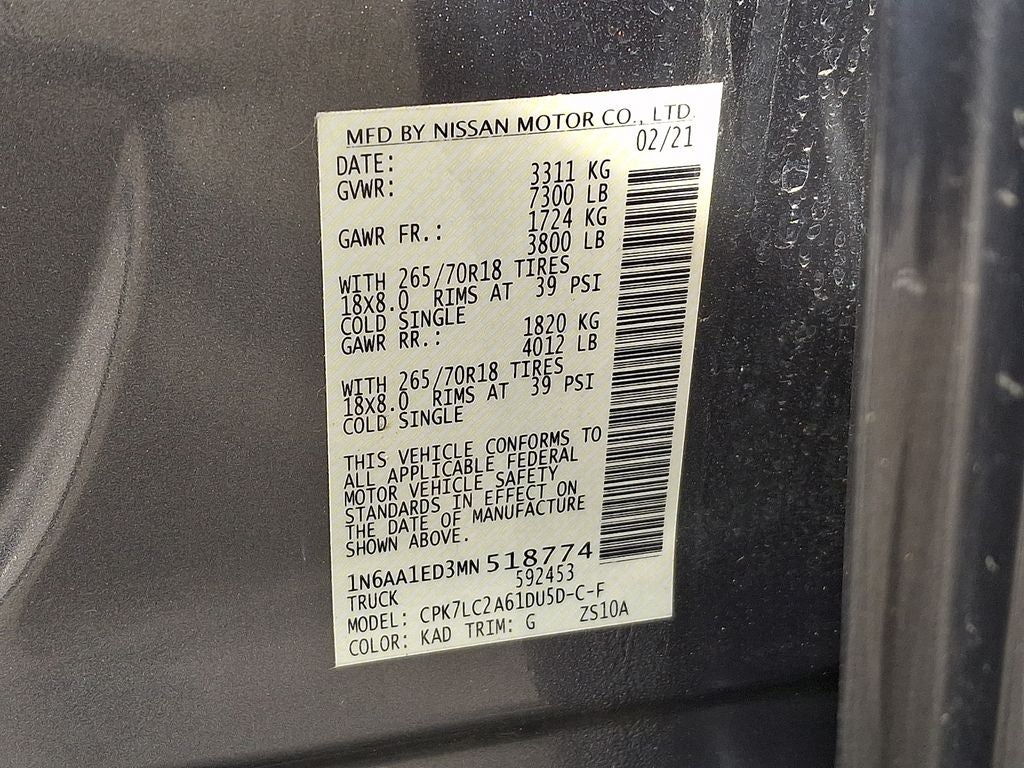 MFD BY NISSAN MOTOR CO., LTD.
DATE: 02/21
GVWR: 3311 KG
7300 LB
GAWR FR.: 1724 KG
3800 LB
WITH 265/70R18 TIRES
18X8.0 RIMS AT 39 PSI
COLD SINGLE
GAWR RR.: 1820 KG
4012 LB
WITH 265/70R18 TIRES
18X8.0 RIMS AT 39 PSI
COLD SINGLE
THIS VEHICLE CONFORMS TO
ALL APPLICABLE FEDERAL
MOTOR VEHICLE SAFETY
STANDARDS IN EFFECT ON
THE DATE OF MANUFACTURE
SHOWN ABOVE.
1N6AA1ED3MN518774
TRUCK 592453
MODEL: CPK7LC2A61DU5D-C-F
COLOR: KAD TRIM: G ZS10A